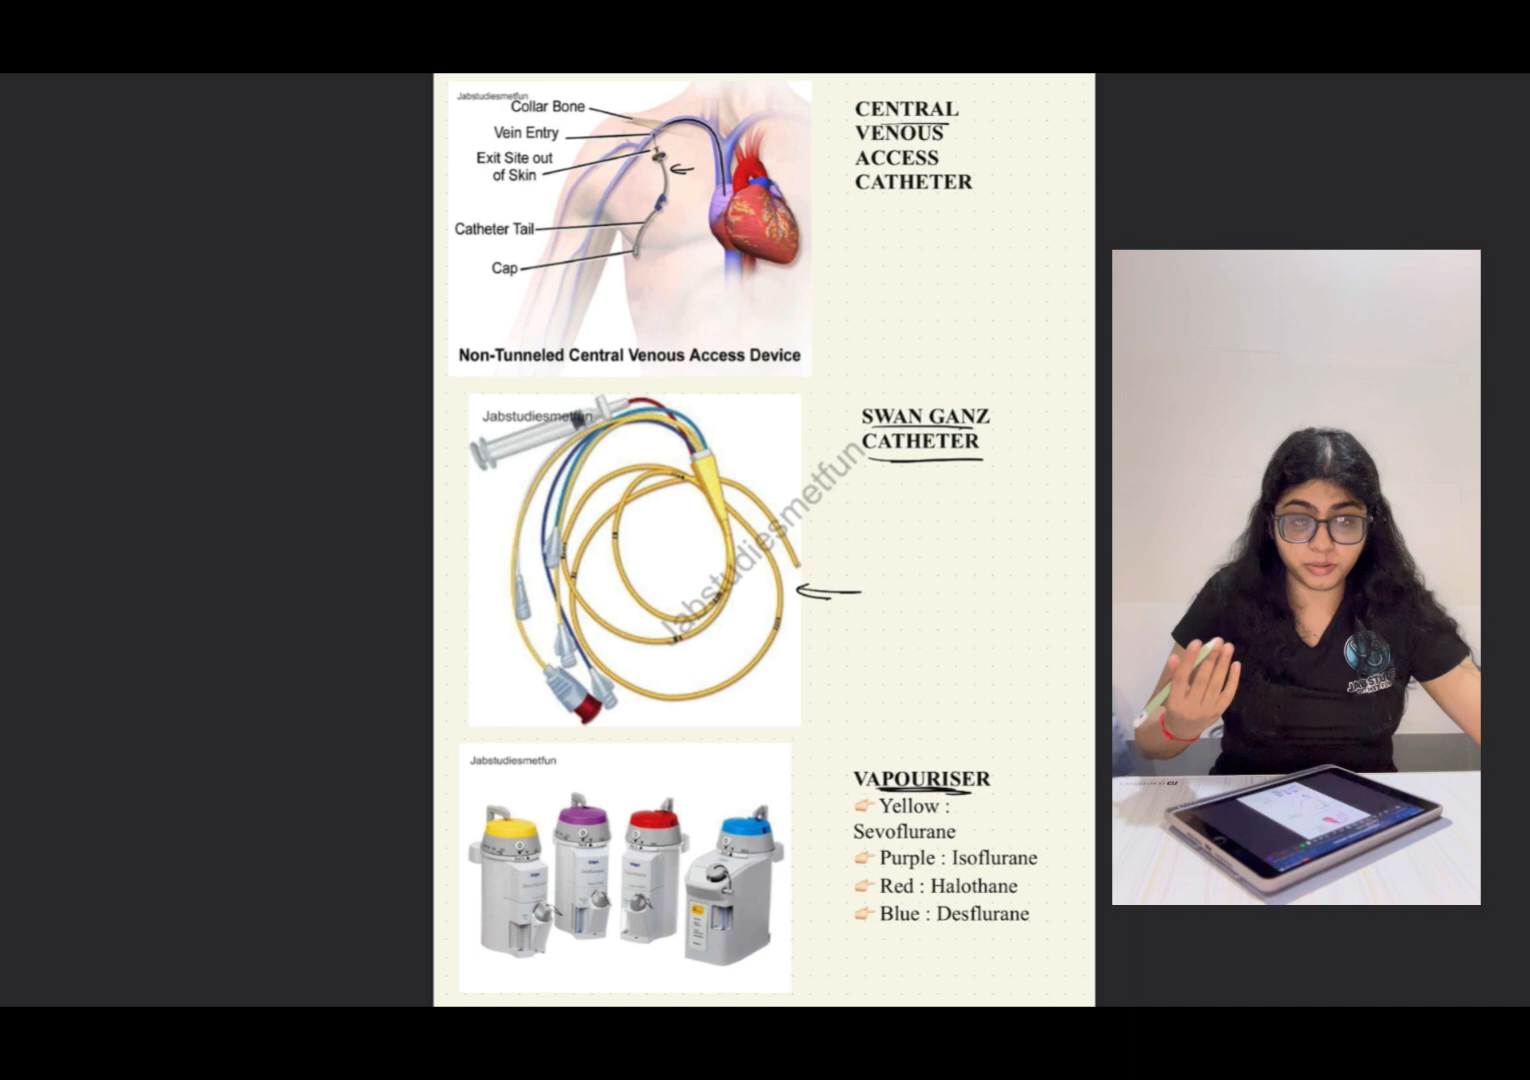 Jabstudiesmetfun
Collar Bone
Vein Entry
Exit Site out
of Skin
Catheter Tail
Cap
Non-Tunneled Central Venous Access Device
CENTRAL
VENOUS
ACCESS
CATHETER
Jabstudiesmetfun
SWAN GANZ
CATHETER
Jabstudiesmetfun
Jabstudiesmetfun
VAPOURISER
Yellow :
Sevoflurane
Purple : Isoflurane
Red : Halothane
Blue : Desflurane